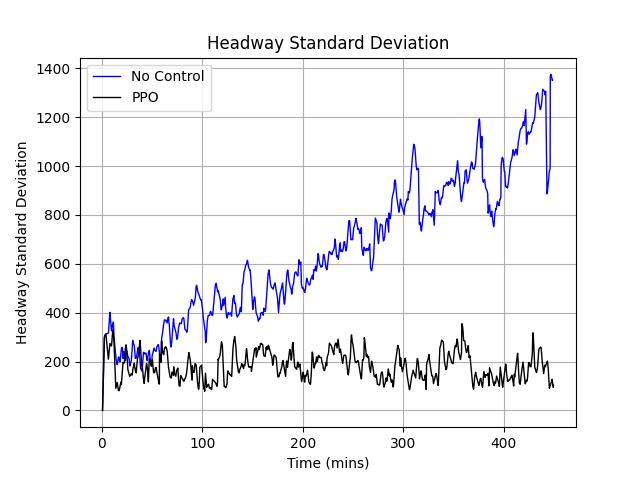 Headway Standard Deviation
No Control
PPO
Headway Standard Deviation
1400
1200
1000
800
600
400
200
0
0 100 200 300 400
Time (mins)